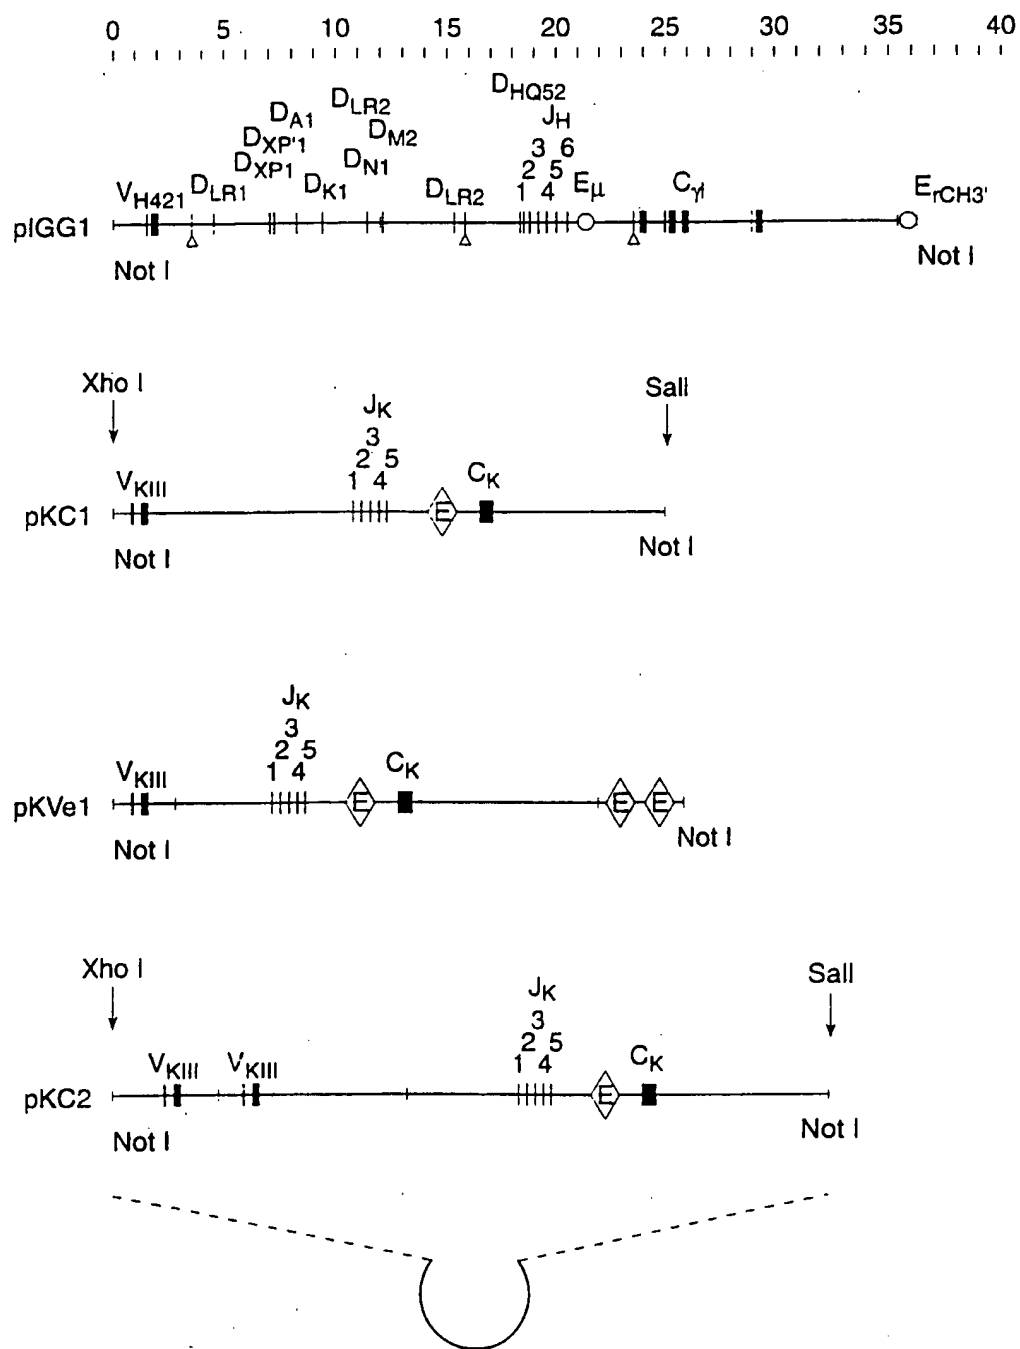 0 5 10 15 20 25 30 35 40
DHQ52
DLR2
DA1 JH
DM2
DXP'1 3 6
DN1 2 5
DXP1
VH421 DLR1 DK1 DLR2 1 4 Eμ Cγl ErCH3'
pIGG1
Not I Not I
Xho I SalI
JK
3
2 5
VKIII 1 4 CK
pKC1 E
Not I Not I
JK
3
2 5
VKIII 1 4 CK
pKVe1 E E E
Not I Not I
Xho I SalI
JK
3
2 5
VKIII VKIII 1 4 CK
pKC2 E
Not I Not I